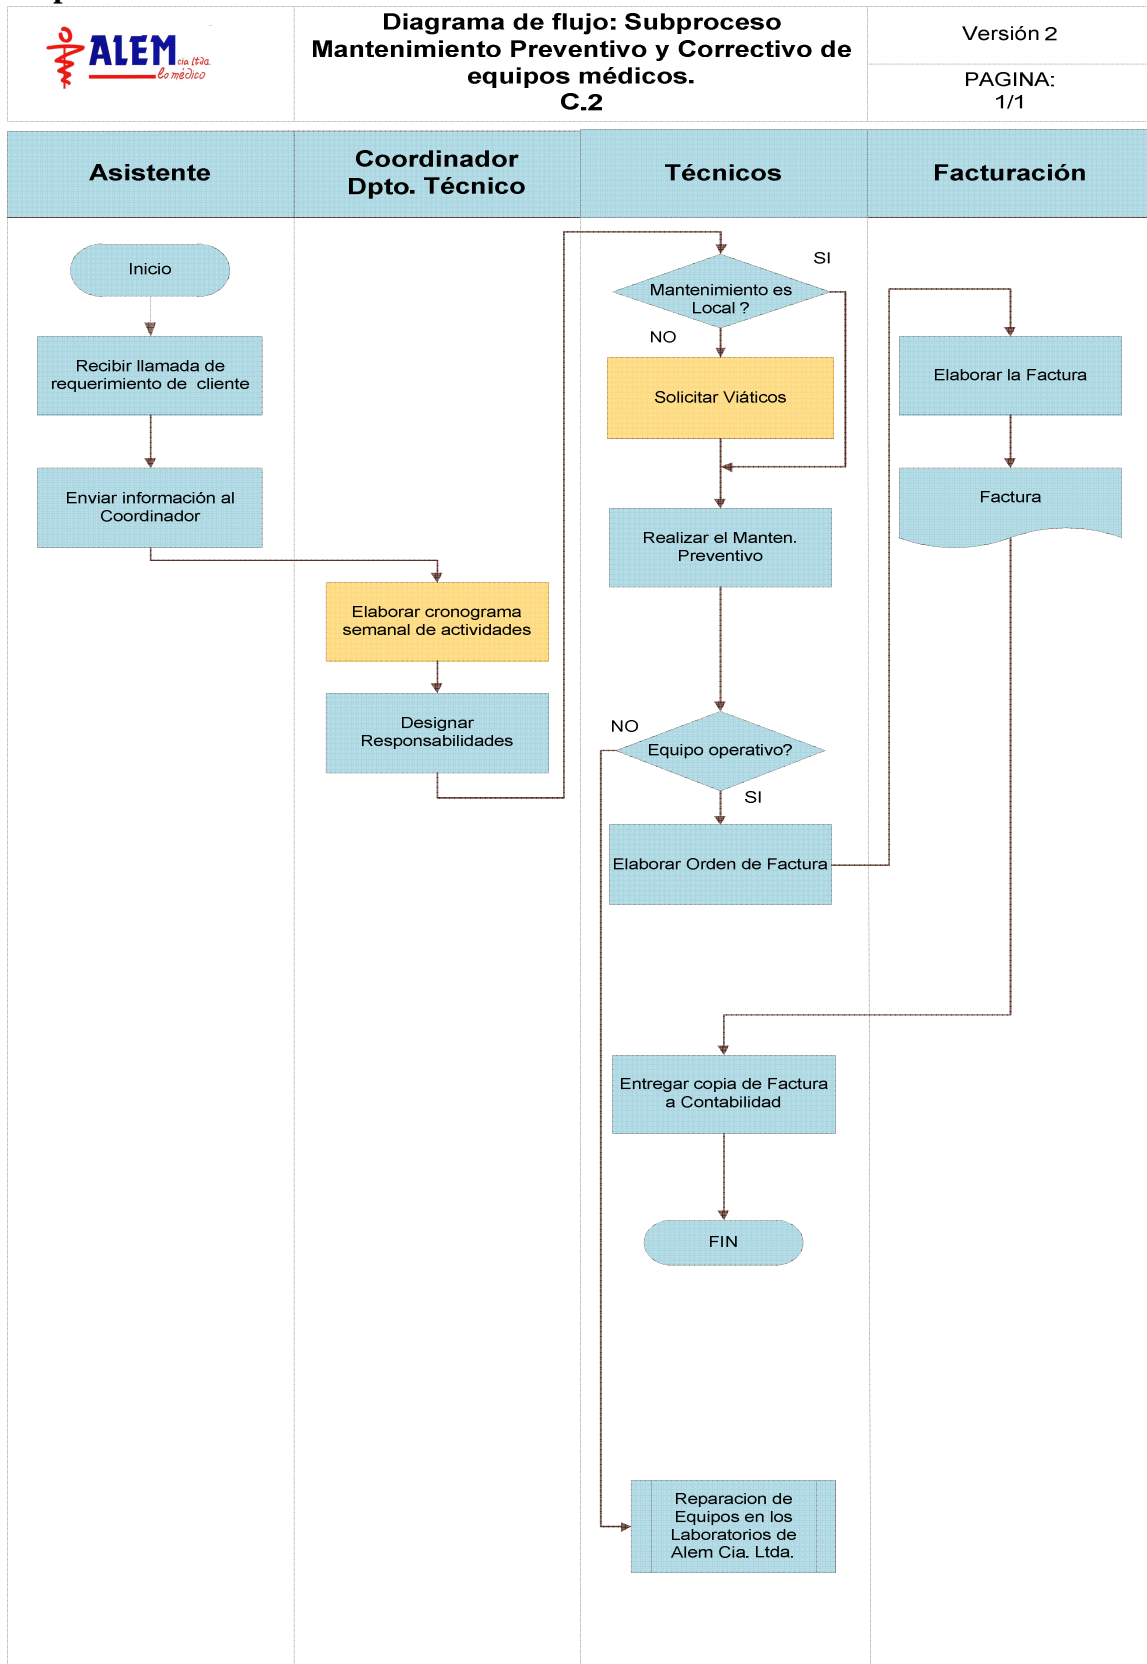 ALEM
cia ltda.
lo médico
Diagrama de flujo: Subproceso
Mantenimiento Preventivo y Correctivo de
equipos médicos.
C.2
Versión 2
PAGINA:
1/1
Asistente
Coordinador
Dpto. Técnico
Técnicos
Facturación
Inicio
Recibir llamada de
requerimiento de cliente
Enviar información al
Coordinador
Elaborar cronograma
semanal de actividades
Designar
Responsabilidades
SI
Mantenimiento es
Local ?
NO
Solicitar Viáticos
Realizar el Manten.
Preventivo
NO
Equipo operativo?
SI
Elaborar Orden de Factura
Elaborar la Factura
Factura
Entregar copia de Factura
a Contabilidad
FIN
Reparacion de
Equipos en los
Laboratorios de
Alem Cia. Ltda.